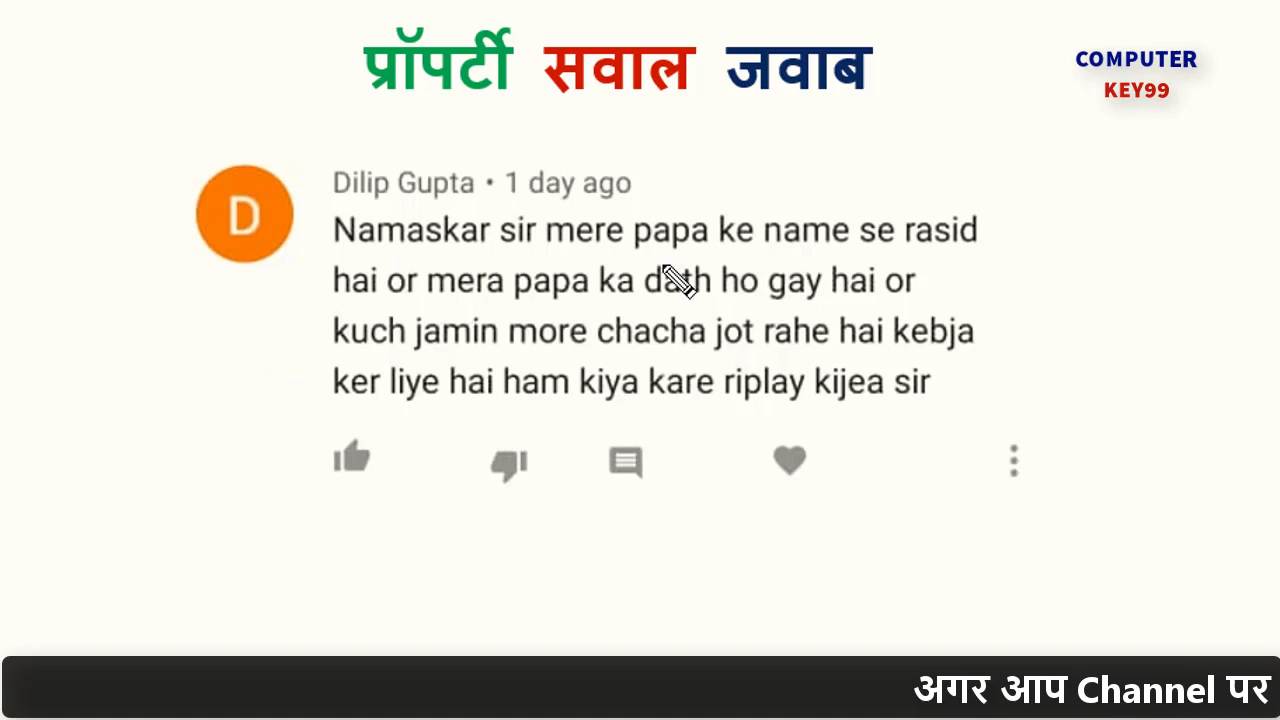 प्रॉपर्टी सवाल जवाब
COMPUTER
KEY99
D
Dilip Gupta • 1 day ago
Namaskar sir mere papa ke name se rasid
hai or mera papa ka dath ho gay hai or
kuch jamin more chacha jot rahe hai kebja
ker liye hai ham kiya kare riplay kijea sir
अगर आप Channel पर